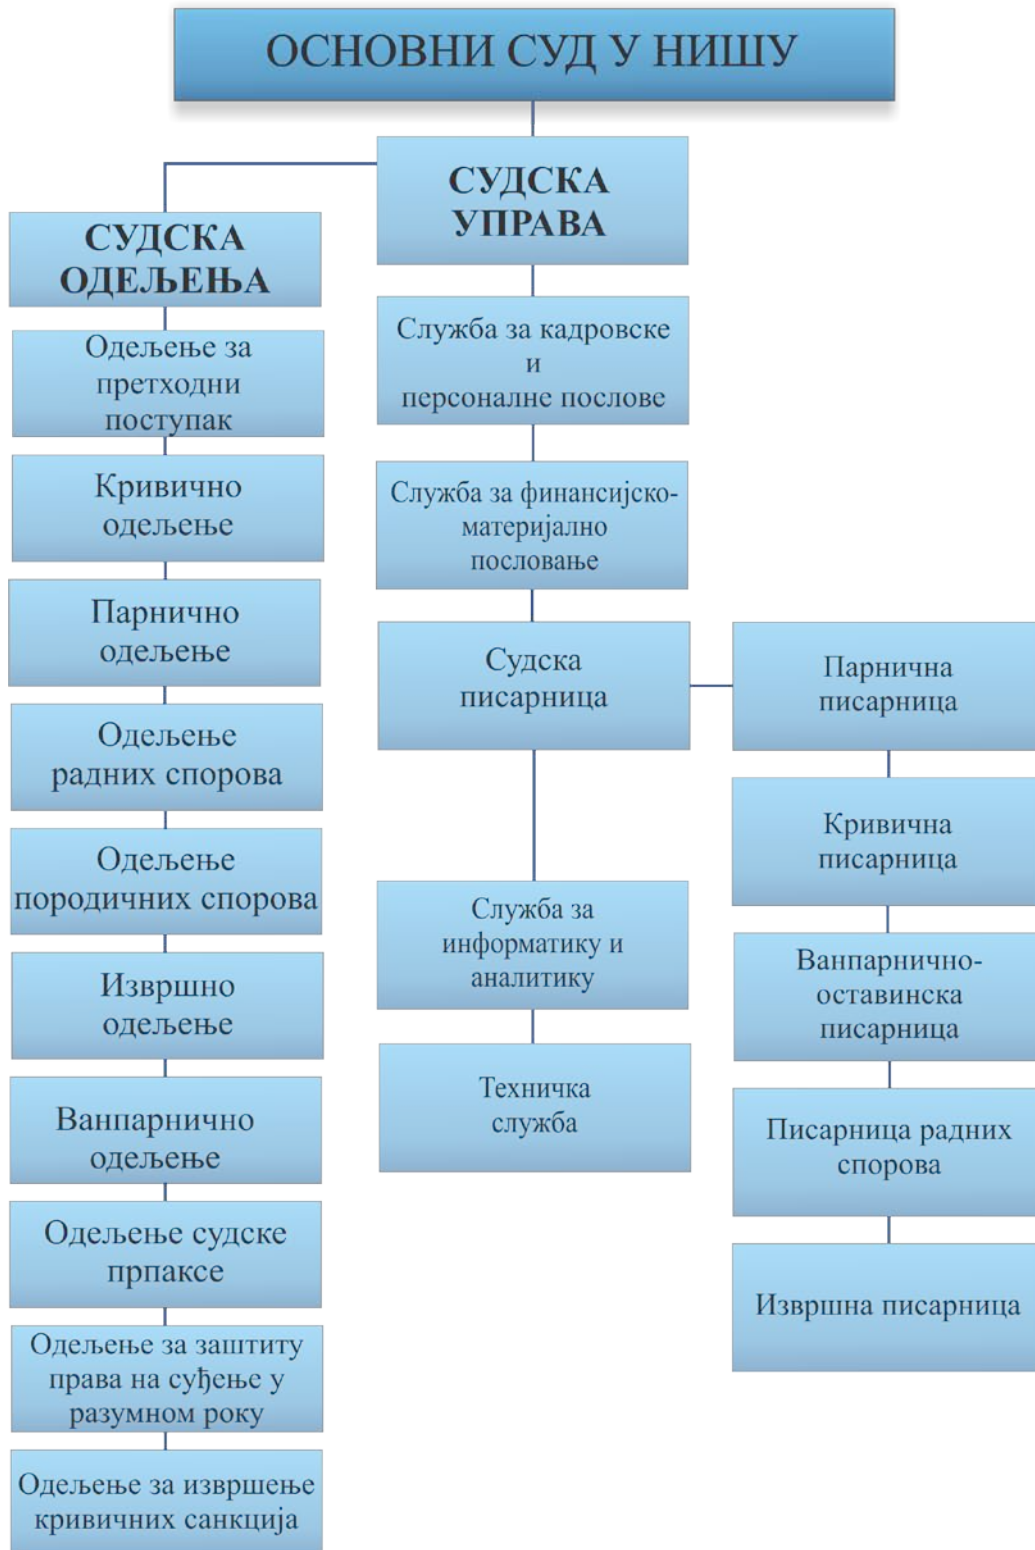 ОСНОВНИ СУД У НИШУ
СУДСКА
УПРАВА
СУДСКА
ОДЕЉЕЊА
Одељење за
претходни
поступак
Кривично
одељење
Парнично
одељење
Одељење
радних спорова
Одељење
породичних спорова
Извршно
одељење
Ванпарнично
одељење
Одељење судске
прпаксе
Одељење за заштиту
права на суђење у
разумном року
Одељење за извршење
кривичних санкција
Служба за кадровске
и
персоналне послове
Служба за финансијско-
материјално
пословање
Судска
писарница
Служба за
информатику и
аналитику
Техничка
служба
Парнична
писарница
Кривична
писарница
Ванпарнично-
оставинска
писарница
Писарница радних
спорова
Извршна писарница